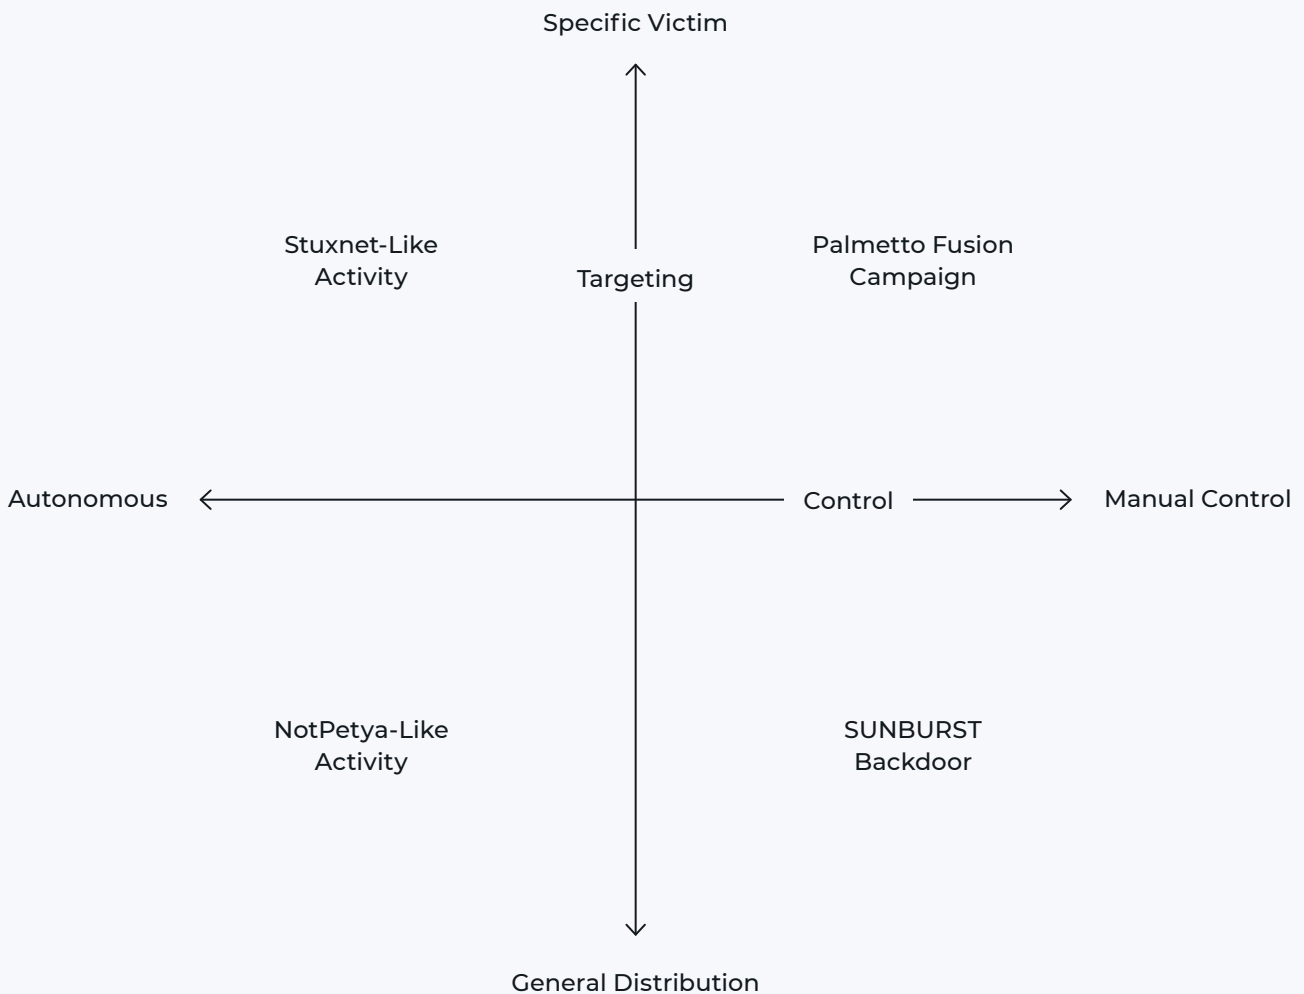 Specific Victim
Stuxnet-Like
Activity
Targeting
Palmetto Fusion
Campaign
Autonomous
Control
Manual Control
NotPetya-Like
Activity
SUNBURST
Backdoor
General Distribution